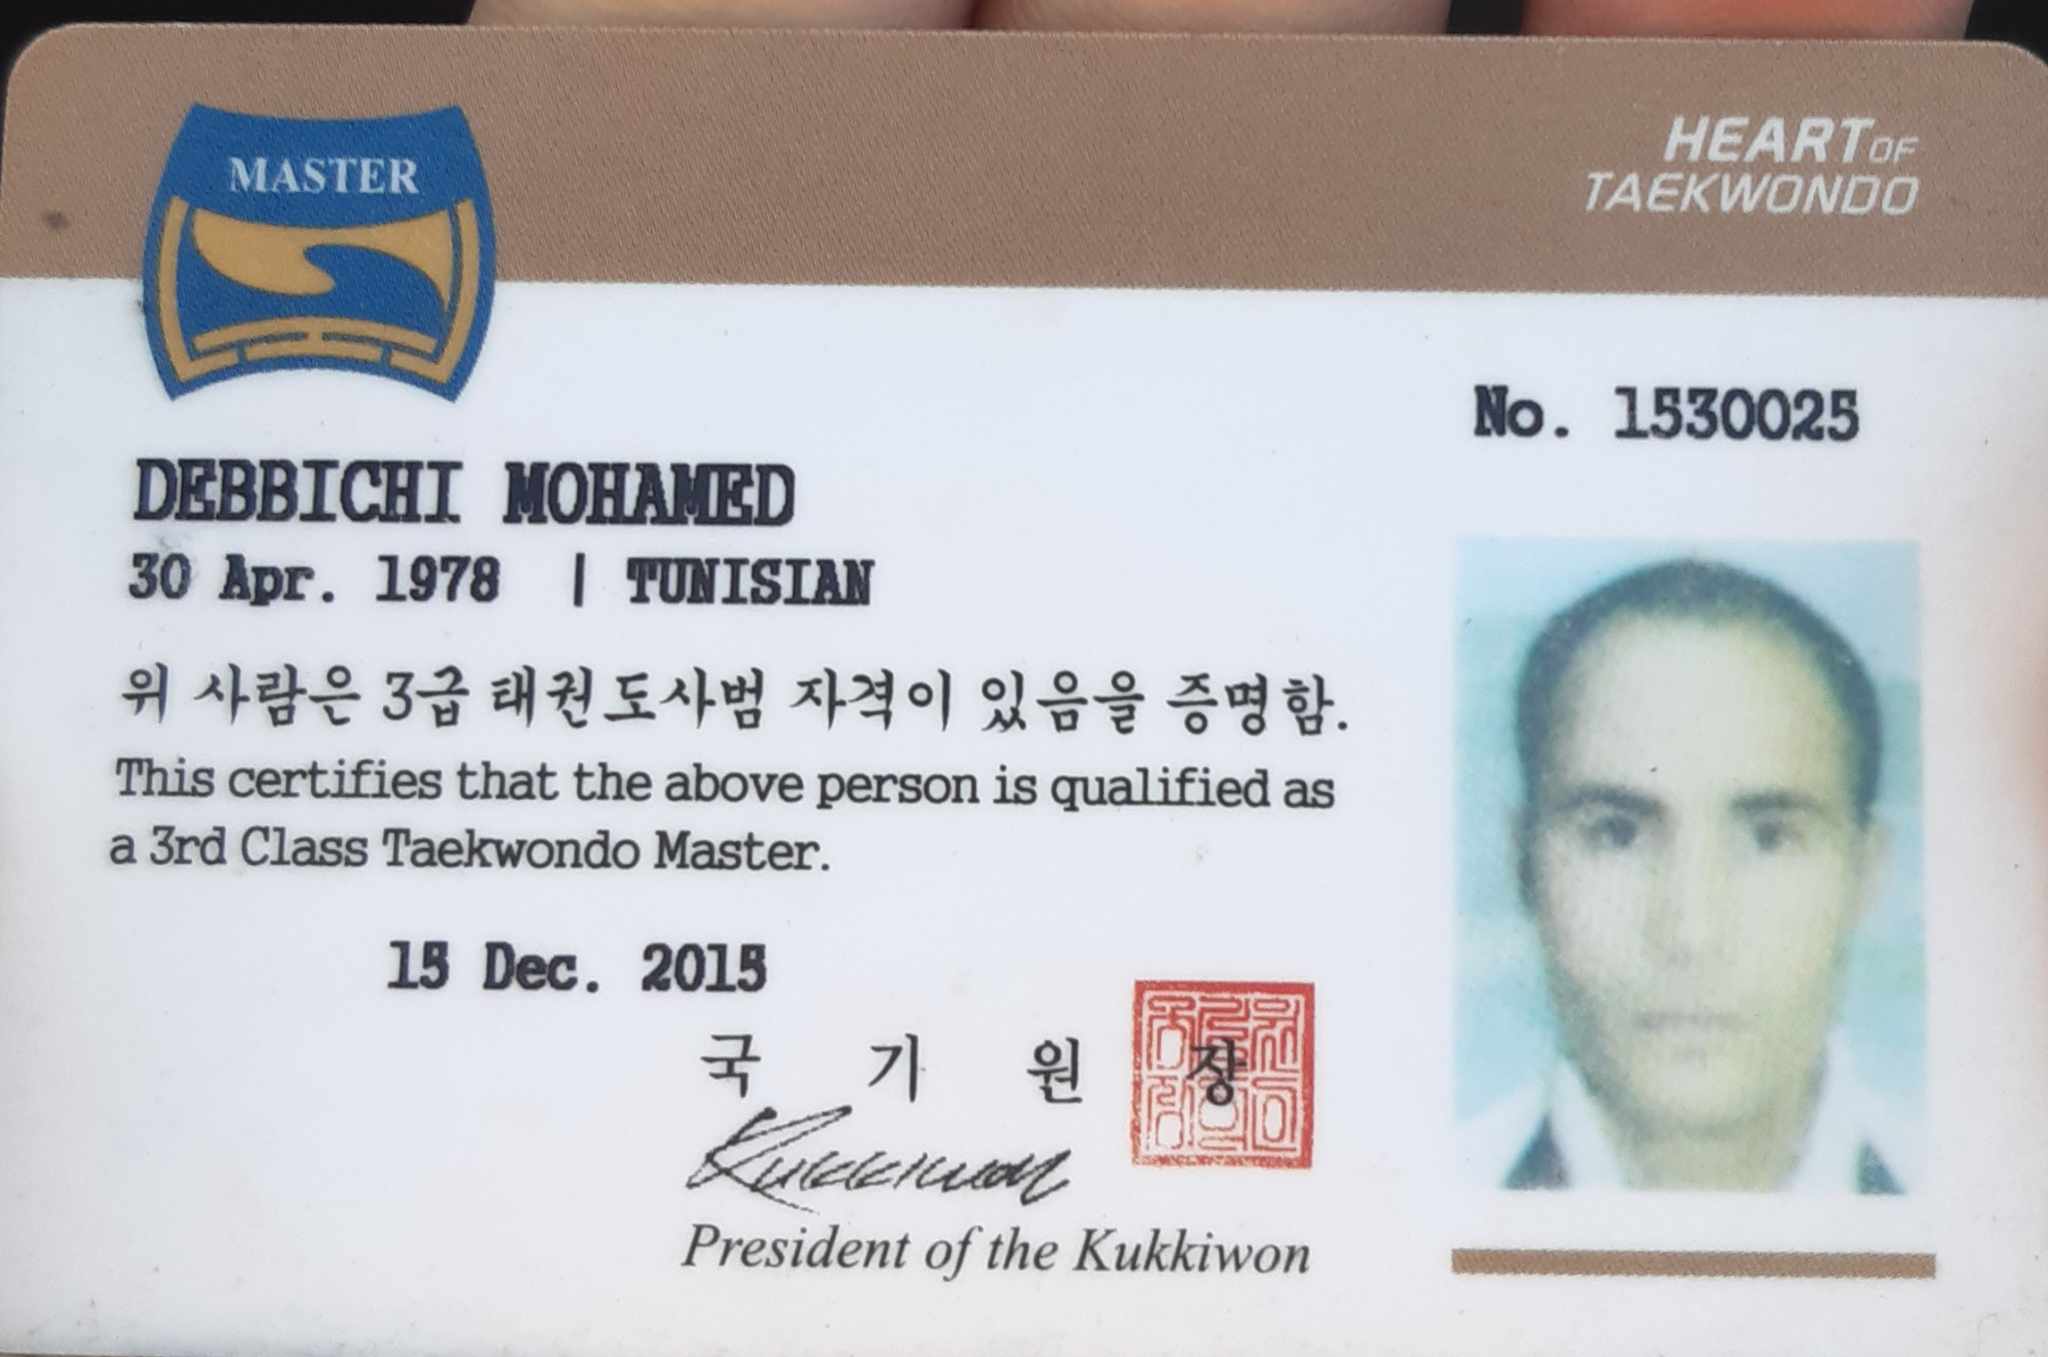 MASTER
HEART OF
TAEKWONDO
No. 1530025
DEBBICHI MOHAMED
30 Apr. 1978 | TUNISIAN
위 사람은 3급 태권도사범 자격이 있음을 증명함.
This certifies that the above person is qualified as
a 3rd Class Taekwondo Master.
15 Dec. 2015
국 기 원 장
Kukkiwon
President of the Kukkiwon